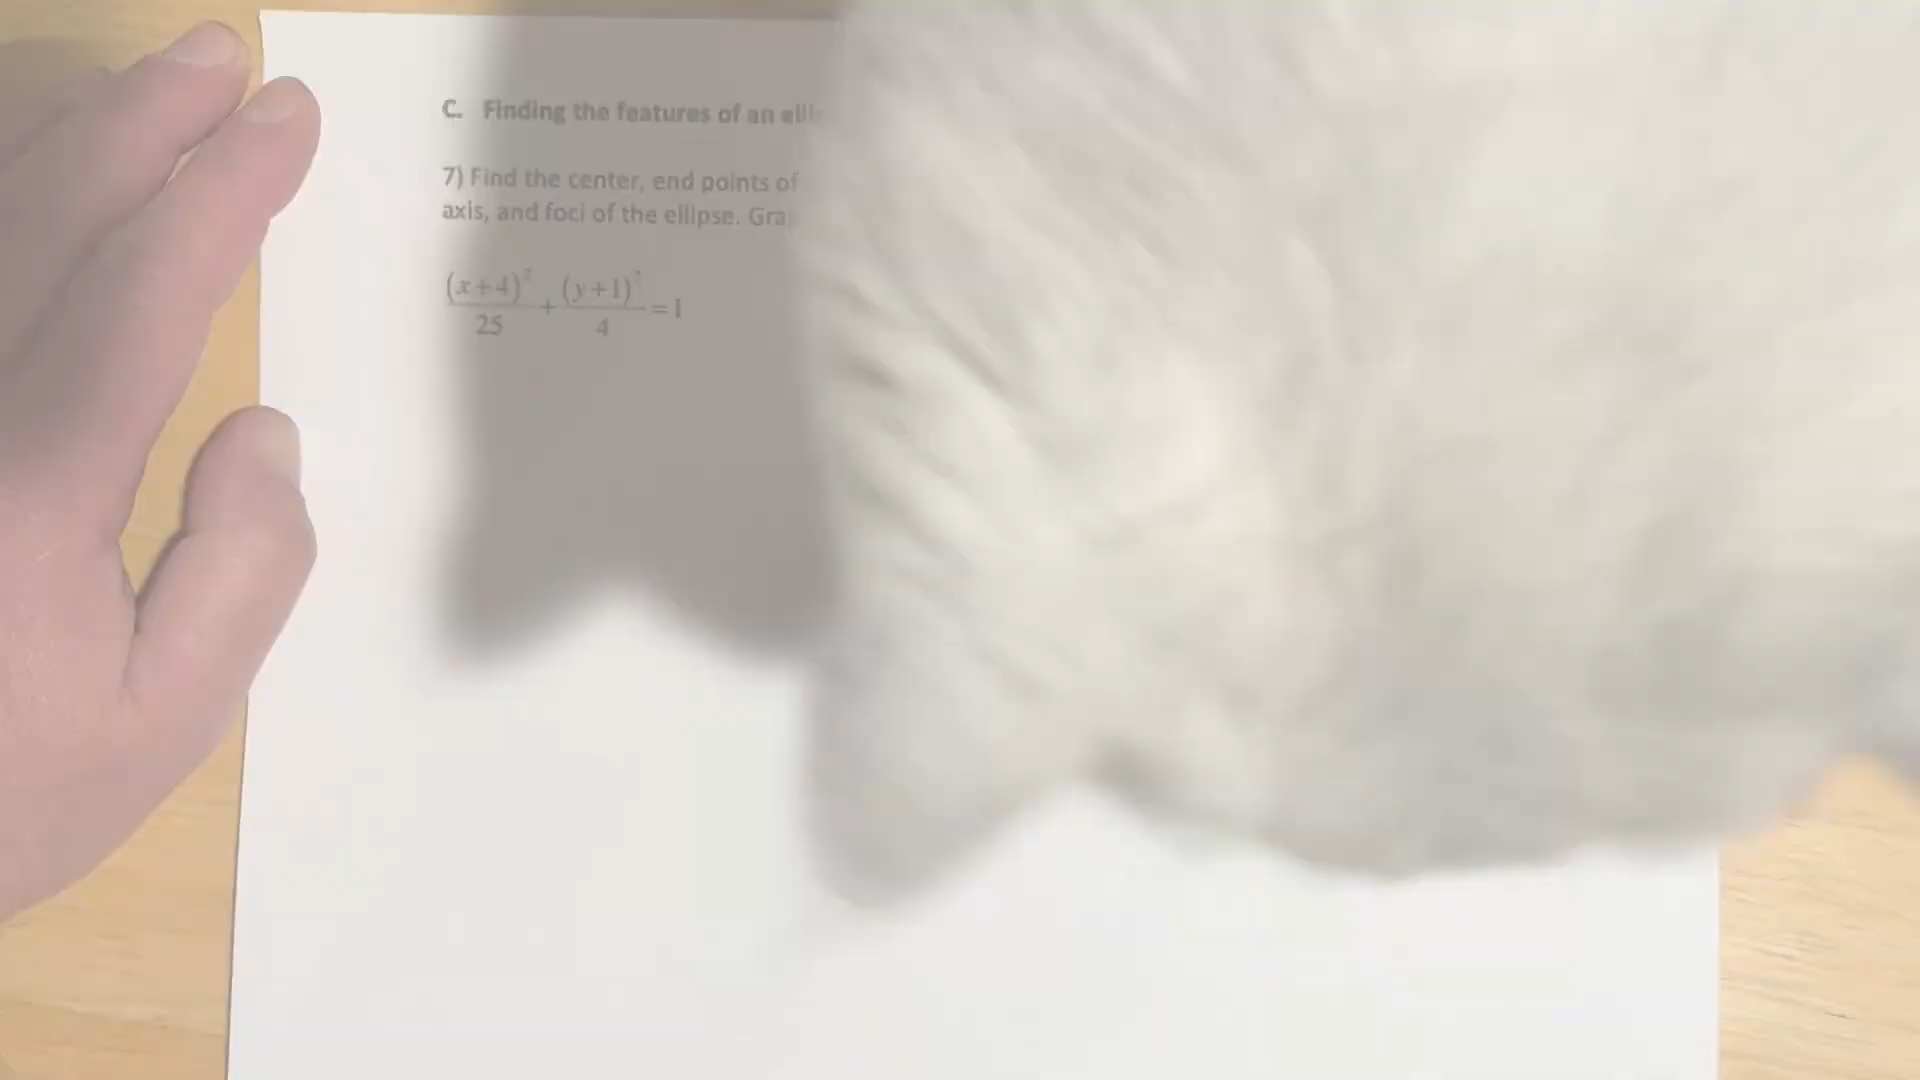 C. Finding the features of an
7) Find the center, end points of
axis, and foci of the ellipse.
(x+4)² / 25 + (y+1)² / 4 = 1